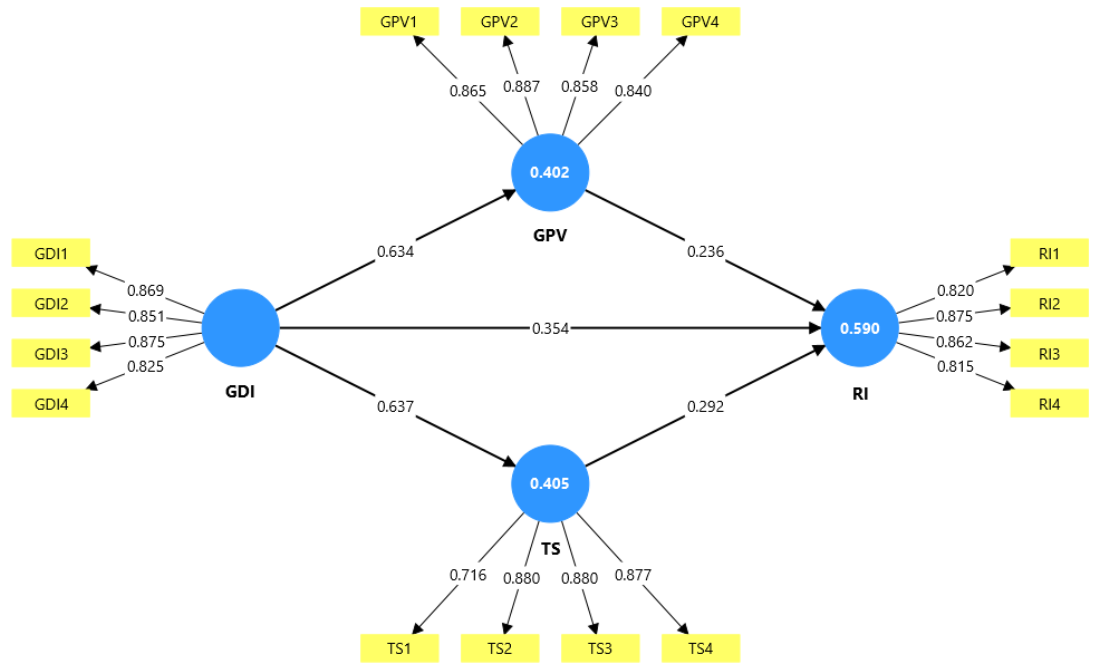 GPV1 GPV2 GPV3 GPV4
0.865 0.887 0.858 0.840
0.402
GPV
0.634 0.236
GDI1
GDI2
GDI3
GDI4
0.869
0.851
0.875
0.825
GDI
0.354
0.590
RI
0.820
0.875
0.862
0.815
RI1
RI2
RI3
RI4
0.637 0.292
0.405
TS
0.716 0.880 0.880 0.877
TS1 TS2 TS3 TS4